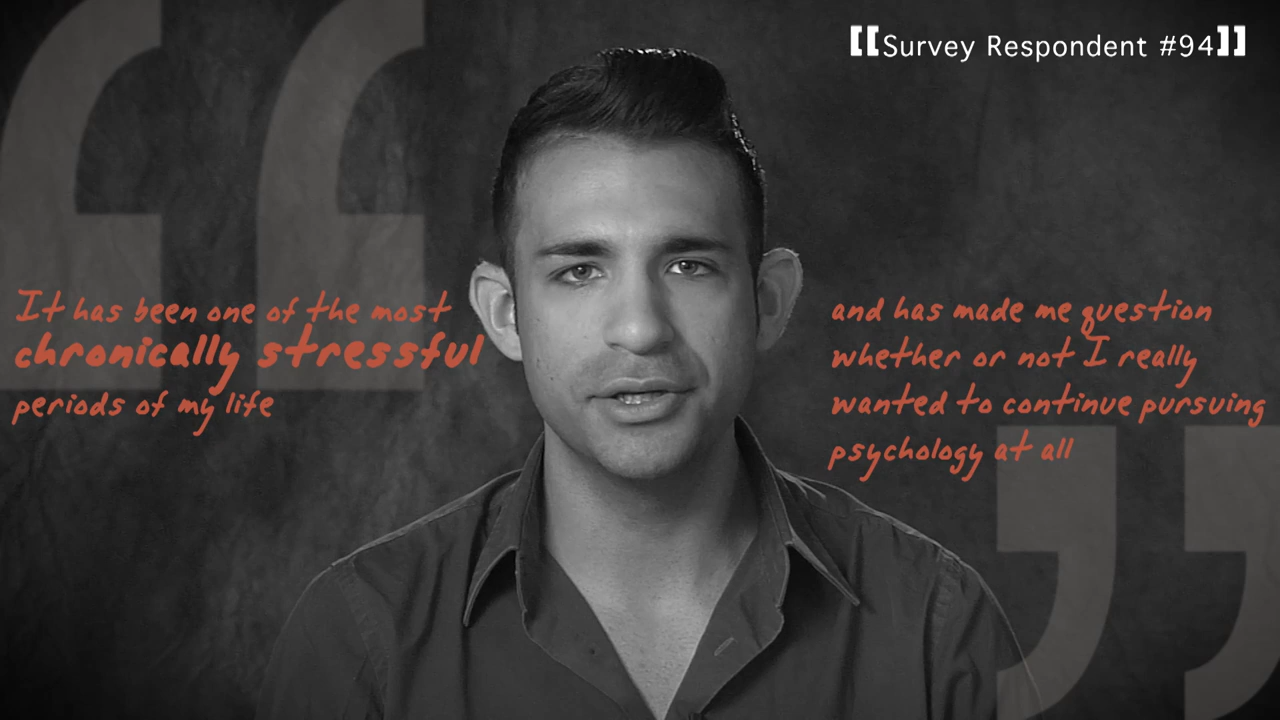 [[Survey Respondent #94]]
It has been one of the most
chronically stressful
periods of my life
and has made me question
whether or not I really
wanted to continue pursuing
psychology at all